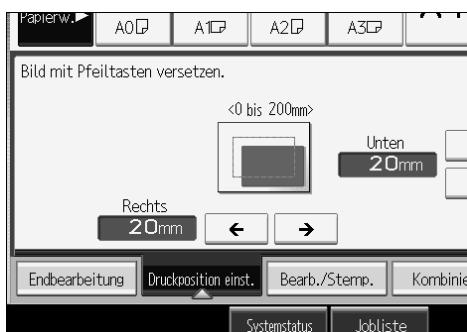 Papierw.▶
A0 A1 A2 A3
Bild mit Pfeiltasten versetzen.
<0 bis 200mm>
Unten
20mm
Rechts
20mm ← →
Endbearbeitung Druckposition einst. Bearb./Stemp. Kombinie
Systemstatus Jobliste